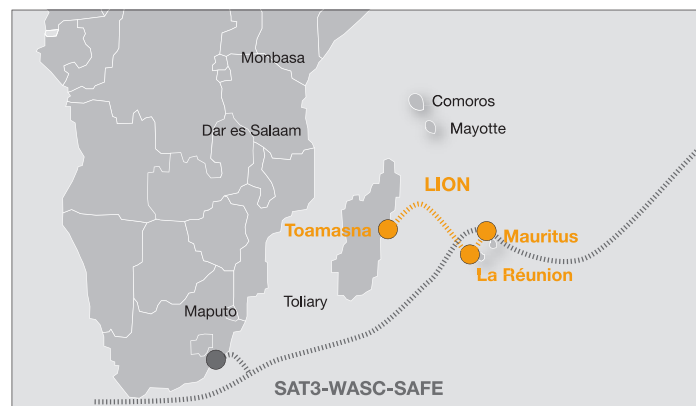 Monbasa
Comoros
Mayotte
Dar es Salaam
LION
Toamasna
Mauritus
La Réunion
Toliary
Maputo
SAT3-WASC-SAFE